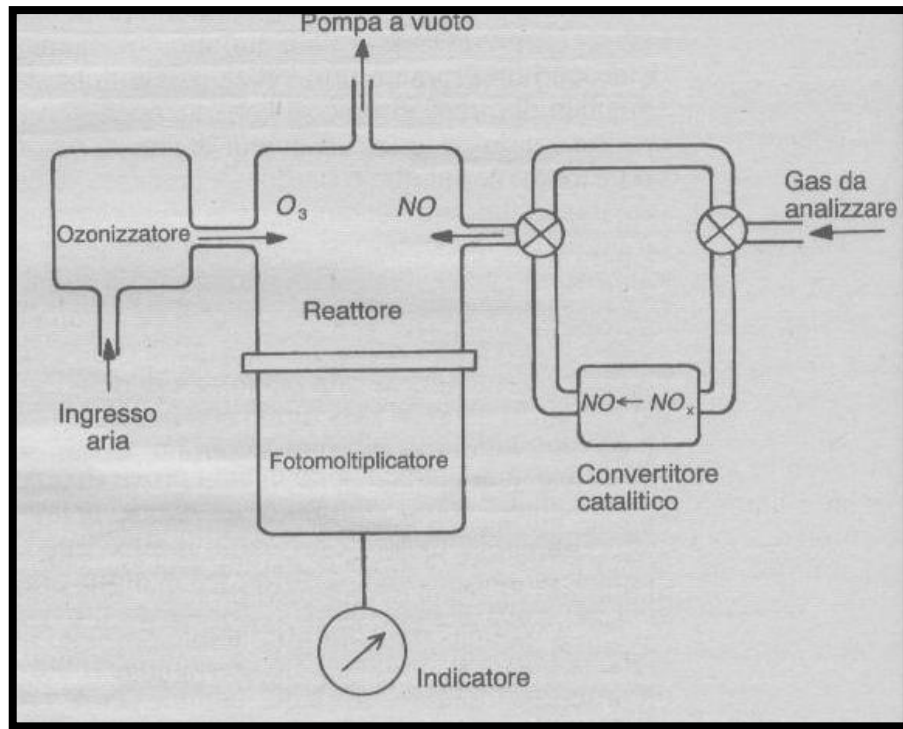 Pompa a vuoto
O₃
NO
Gas da
analizzare
Ozonizzatore
Reattore
Ingresso
aria
NO ← NOₓ
Fotomoltiplicatore
Convertitore
catalitico
Indicatore